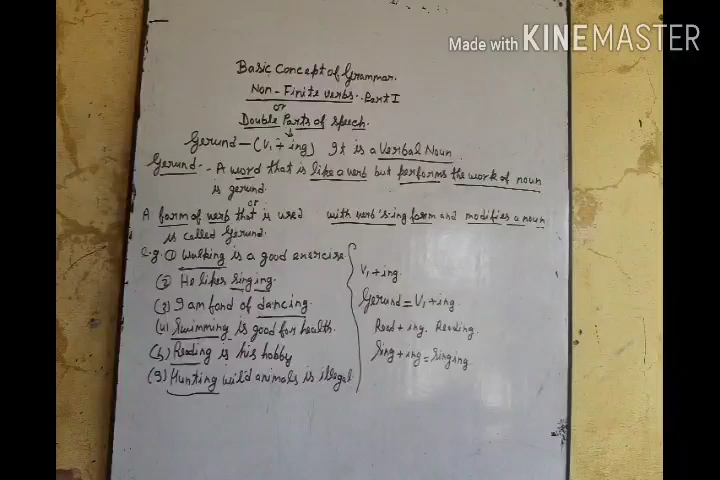 Made with KINEMASTER
Basic Concept of Grammar.
Non-Finite verbs. Part I
or
Double Parts of speech.
Gerund - (V1 + ing) It is a Verbal Noun
Gerund - A word that is like a verb but performs the work of noun
is gerund.
or
A form of verb that is used with verb's ing form and modifies a noun
is called Gerund.
e.g. (1) Walking is a good exercise
(2) He likes singing.
(3) I am fond of dancing.
(4) Swimming is good for health.
(5) Reading is his hobby
(9) Hunting wild animals is illegal
V1 + ing.
Gerund = V1 + ing.
Read + ing. Reading.
Sing + ing = Singing.